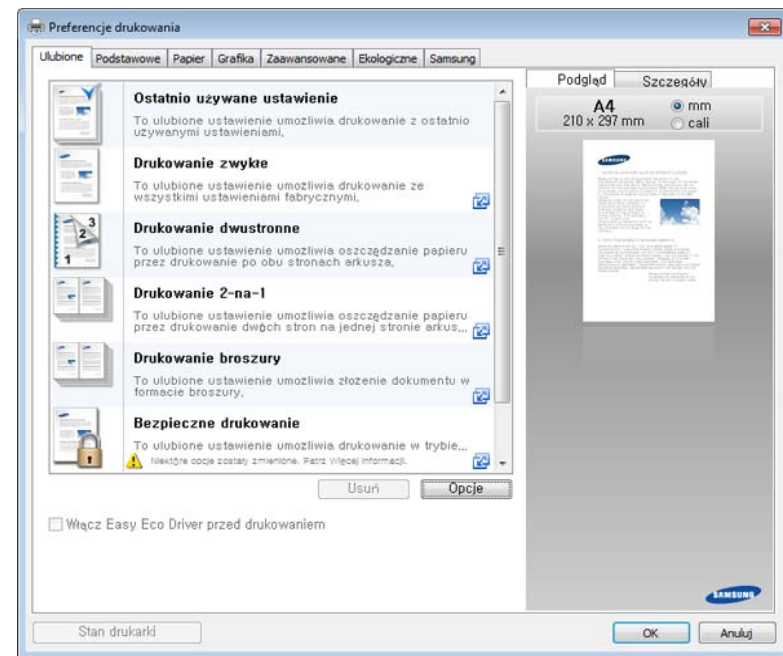 Preferencje drukowania
Ulubione Podstawowe Papier Grafika Zaawansowane Ekologiczne Samsung
Ostatnio używane ustawienie
To ulubione ustawienie umożliwia drukowanie z ostatnio
używanymi ustawieniami.
Drukowanie zwykłe
To ulubione ustawienie umożliwia drukowanie ze
wszystkimi ustawieniami fabrycznymi.
3
2
1
Drukowanie dwustronne
To ulubione ustawienie umożliwia oszczędzanie papieru
przez drukowanie po obu stronach arkusza.
Drukowanie 2-na-1
To ulubione ustawienie umożliwia oszczędzanie papieru
przez drukowanie dwóch stron na jednej stronie arkus...
Drukowanie broszury
To ulubione ustawienie umożliwia złożenie dokumentu w
formacie broszury.
Bezpieczne drukowanie
To ulubione ustawienie umożliwia drukowanie w trybie...
Niektóre opcje zostały zmienione. Patrz Więcej informacji.
Usuń Opcje
Włącz Easy Eco Driver przed drukowaniem
Stan drukarki
Podgląd Szczegóły
A4 mm
210 x 297 mm cali
SAMSUNG
SAMSUNG
OK Anuluj